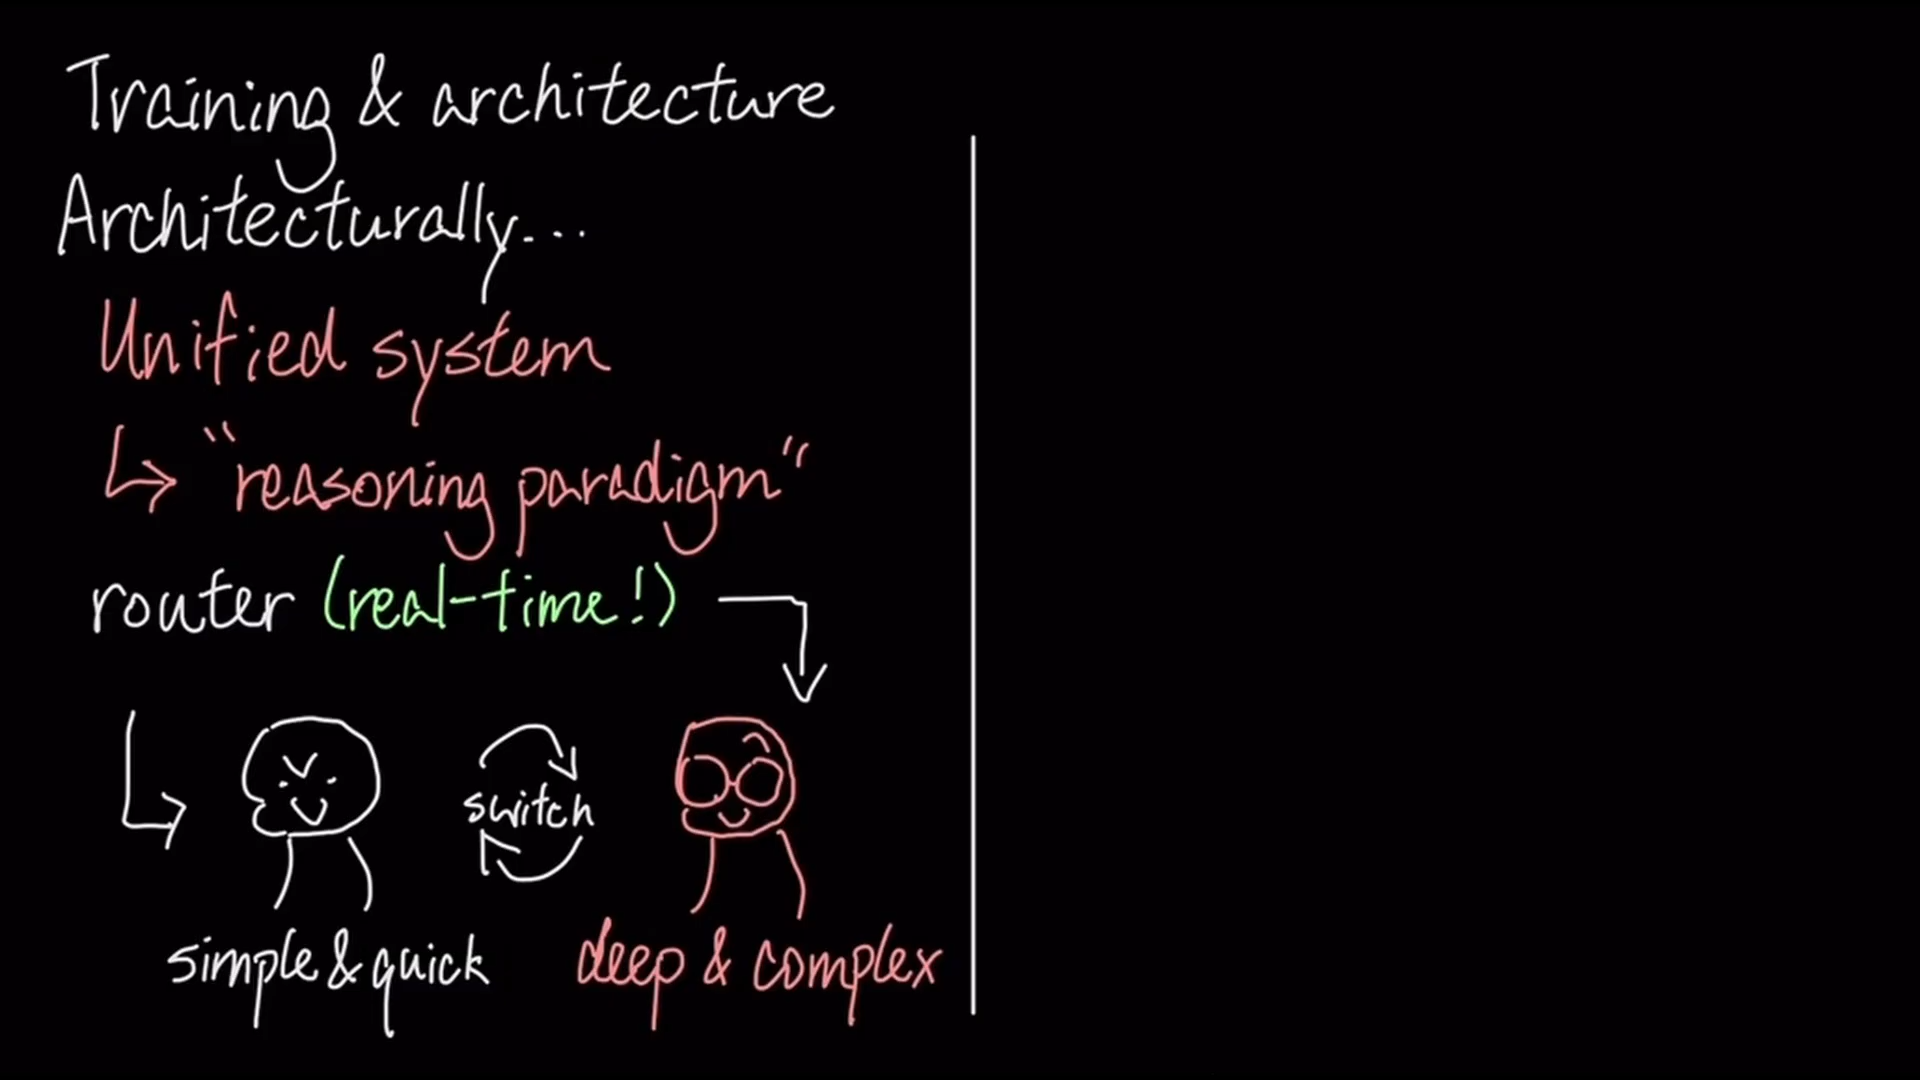 Training & architecture
Architecturally...
Unified system
↳ "reasoning paradigm"
router (real-time!)
switch
simple & quick
deep & complex